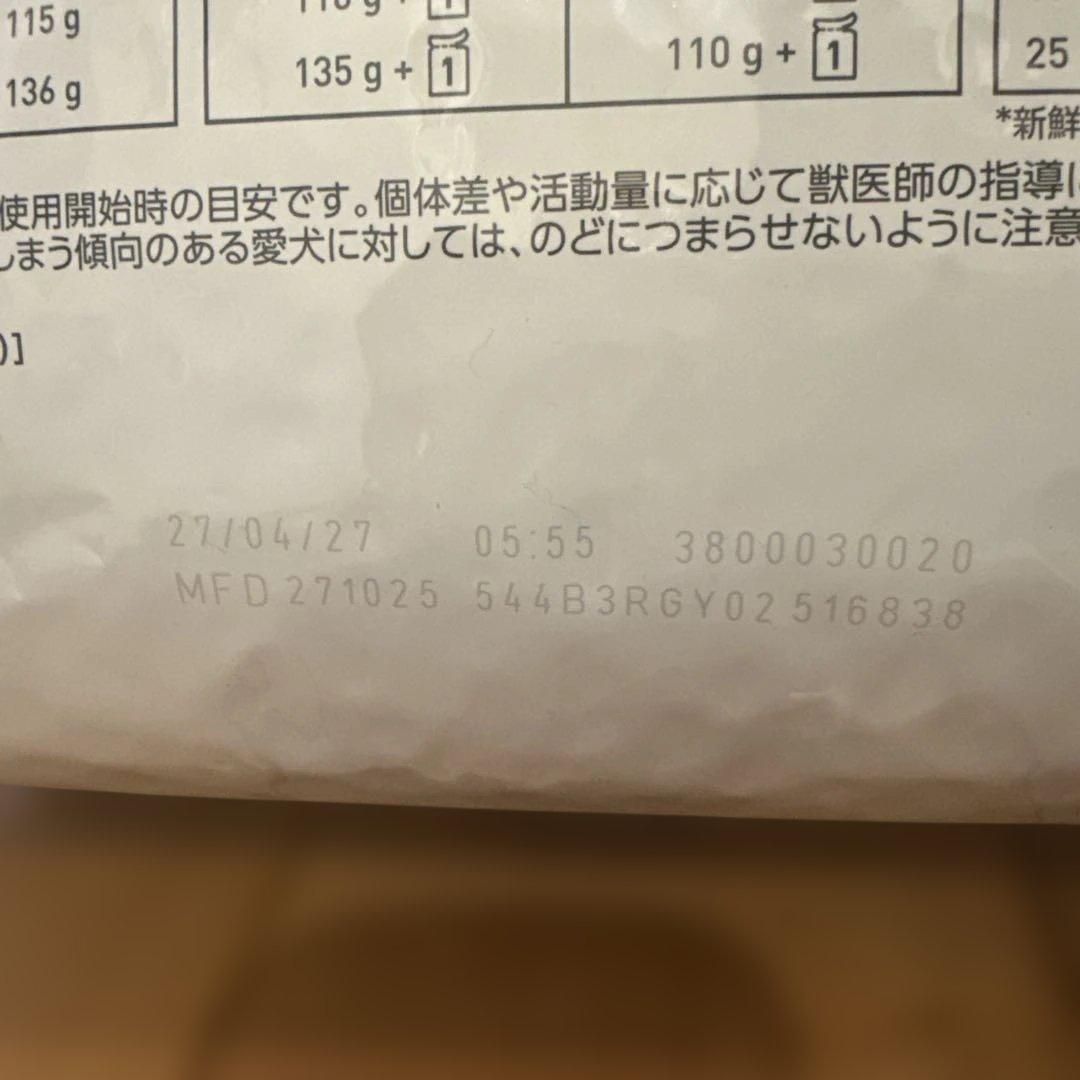 115 g
136 g
135 g + 1
110 g + 1
25
*新鮮
使用開始時の目安です。個体差や活動量に応じて獣医師の指導に
しまう傾向のある愛犬に対しては、のどにつまらせないように注意
)]
27/04/27 05:55 3800030020
MFD 271025 544B3RGY02 516838